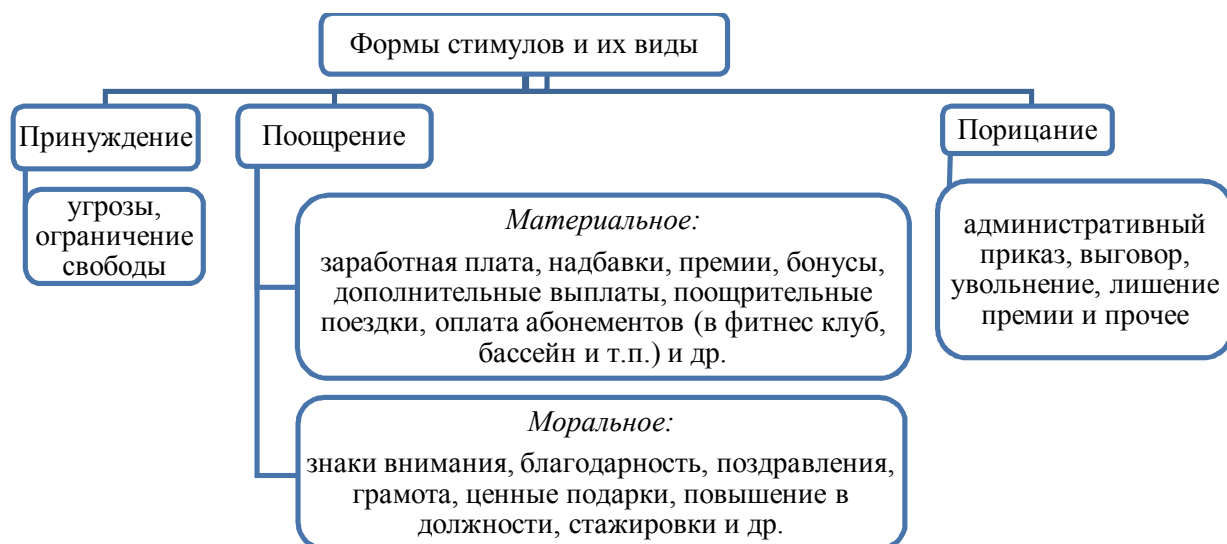 Формы стимулов и их виды
Принуждение
угрозы,
ограничение
свободы
Поощрение
Материальное:
заработная плата, надбавки, премии, бонусы,
дополнительные выплаты, поощрительные
поездки, оплата абонементов (в фитнес клуб,
бассейн и т.п.) и др.
Моральное:
знаки внимания, благодарность, поздравления,
грамота, ценные подарки, повышение в
должности, стажировки и др.
Порицание
административный
приказ, выговор,
увольнение, лишение
премии и прочее